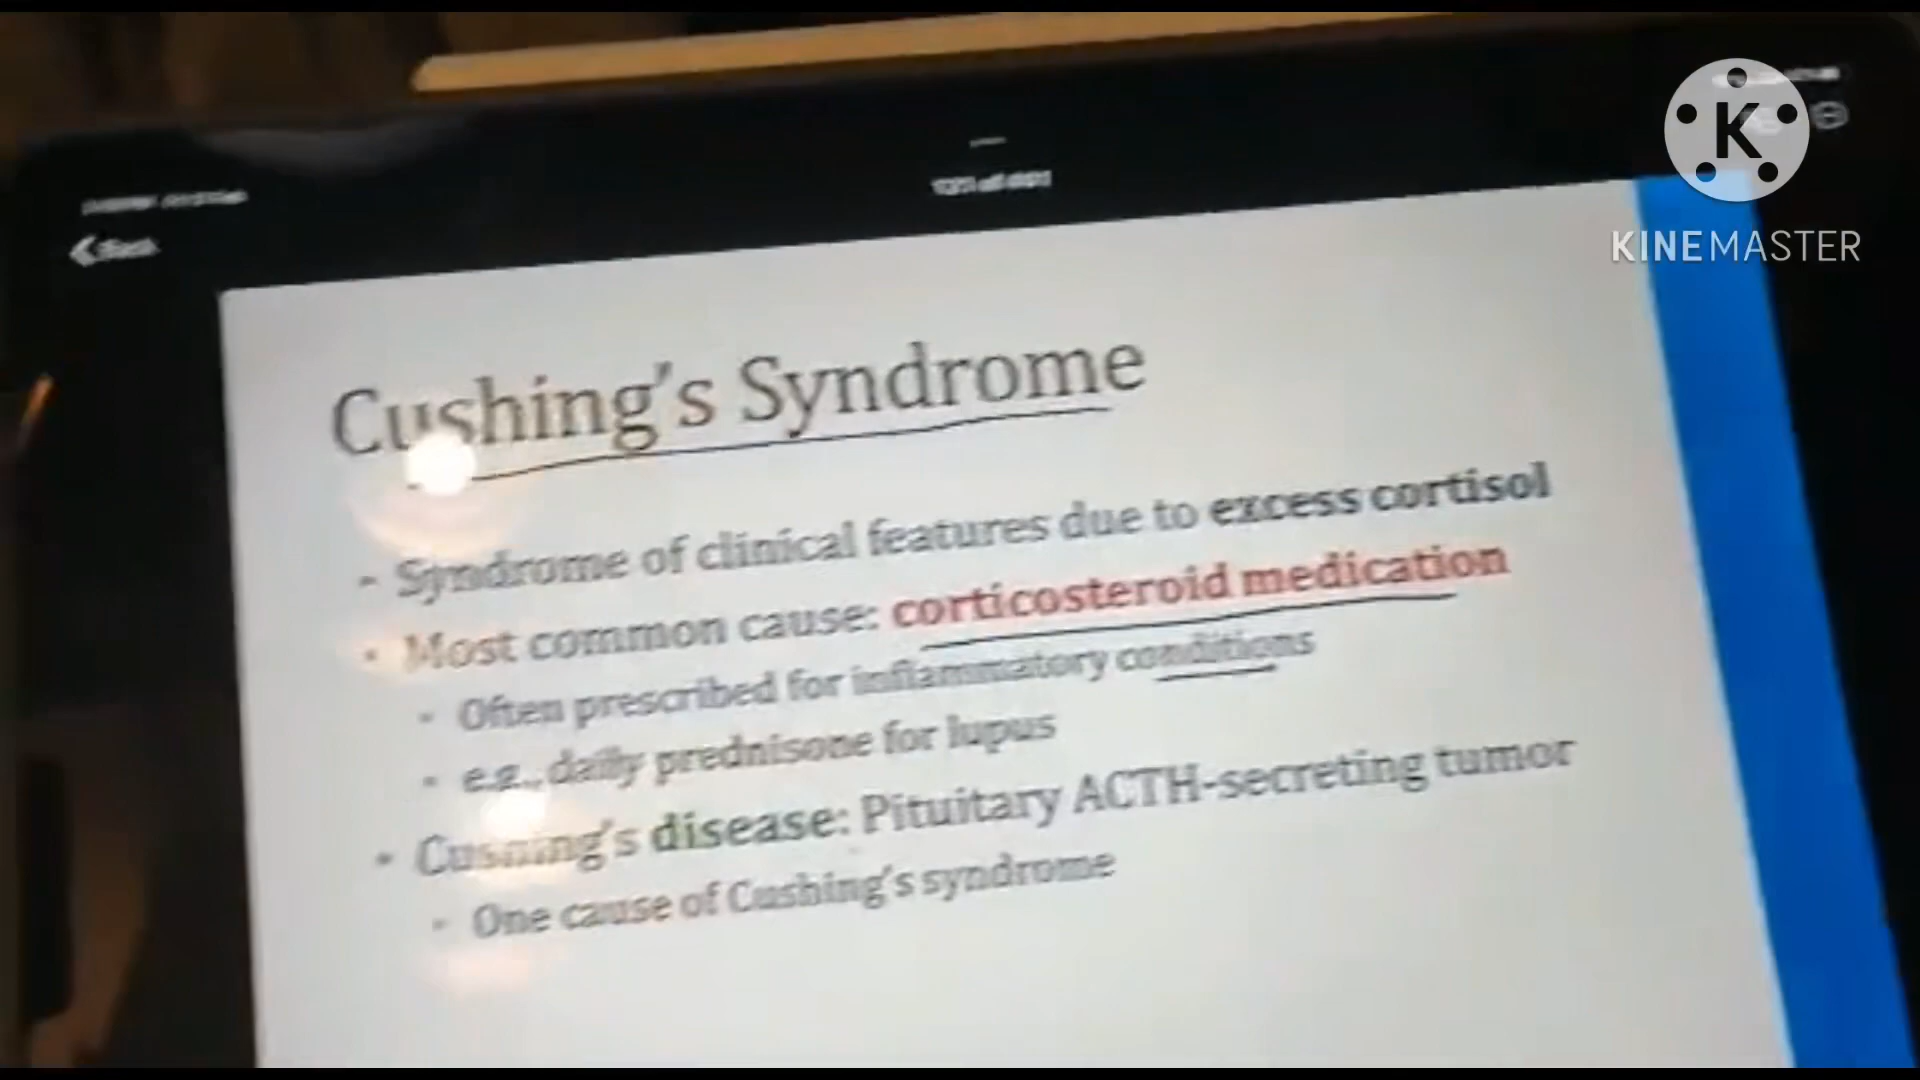 Back
K
KINEMASTER
Cushing's Syndrome
- Syndrome of clinical features due to excess cortisol
• Most common cause: corticosteroid medication
• Often prescribed for inflammatory conditions
• e.g., daily prednisone for lupus
• Cushing's disease: Pituitary ACTH-secreting tumor
• One cause of Cushing's syndrome